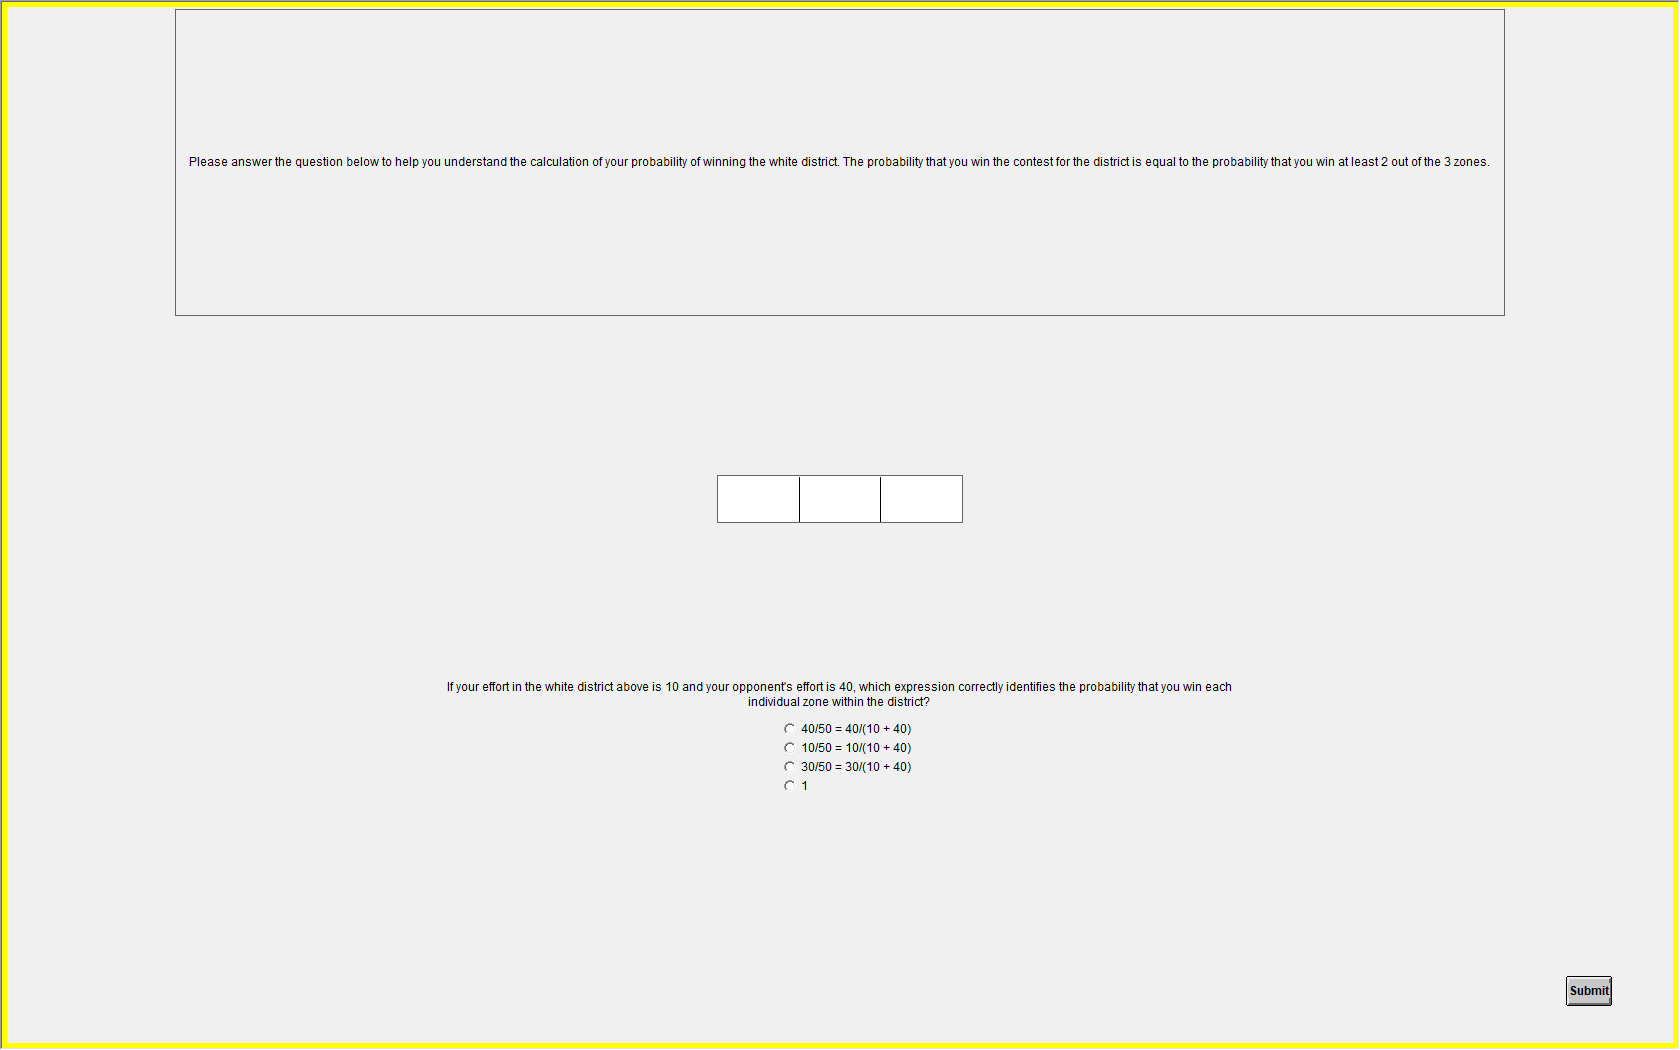 Please answer the question below to help you understand the calculation of your probability of winning the white district. The probability that you win the contest for the district is equal to the probability that you win at least 2 out of the 3 zones.
If your effort in the white district above is 10 and your opponent's effort is 40, which expression correctly identifies the probability that you win each
individual zone within the district?
40/50 = 40/(10 + 40)
10/50 = 10/(10 + 40)
30/50 = 30/(10 + 40)
1
Submit